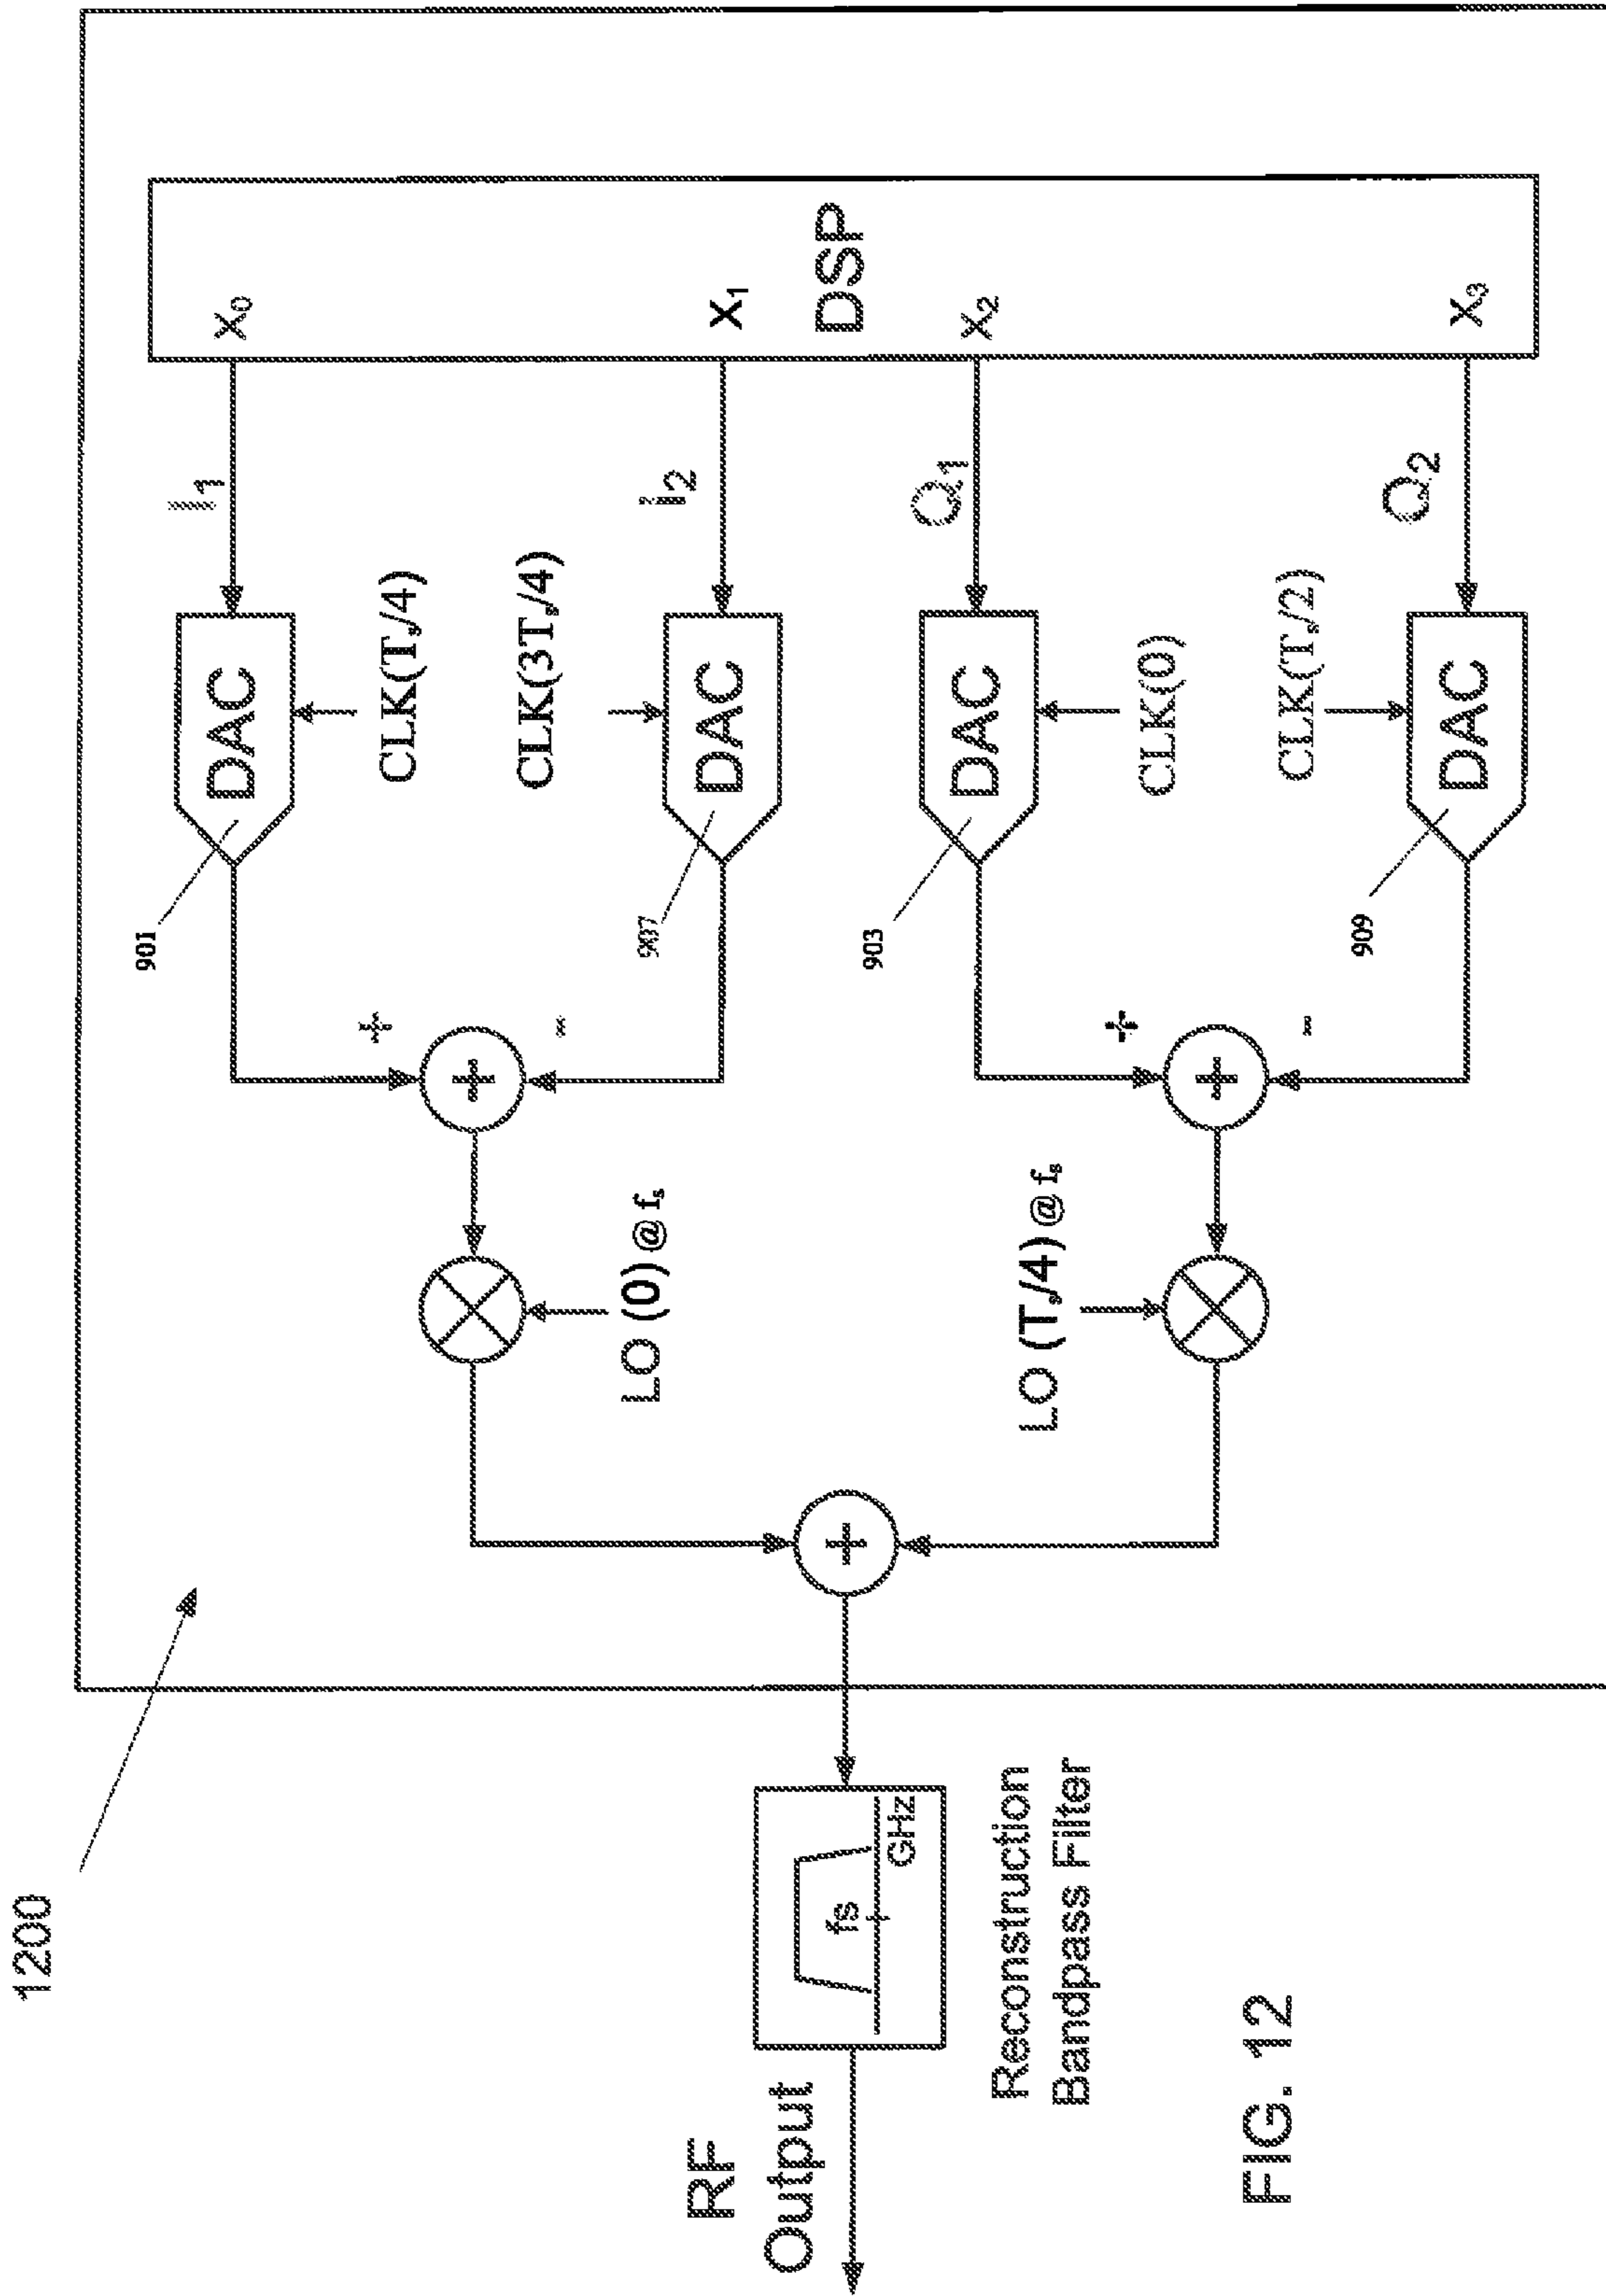 1200
RF
Output
fs
GHz
Reconstruction
Bandpass Filter
+
+
-
LO (0) @ fs
+
901
DAC
CLK(Ts/4)
I1
X0
907
DAC
CLK(3Ts/4)
I2
X1
DSP
+
-
LO (Ts/4) @ fs
+
903
DAC
CLK(0)
Q1
X2
909
DAC
CLK(Ts/2)
Q2
X3
+
FIG. 12